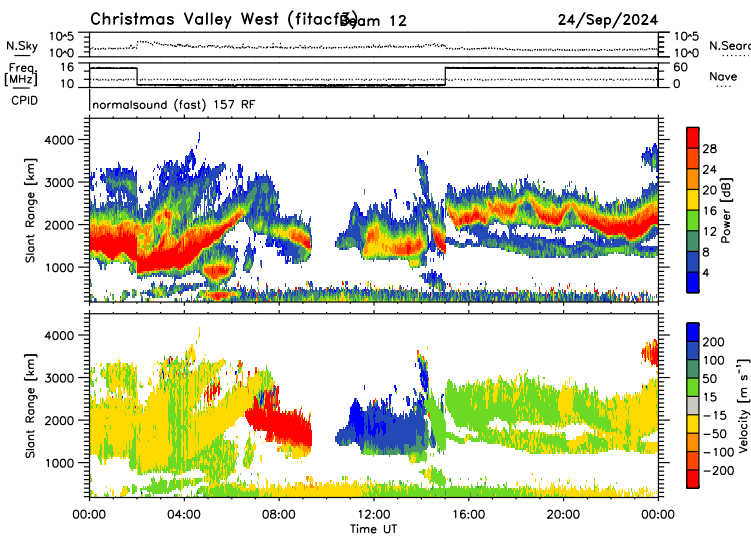 Christmas Valley West (fitacf3) Beam 12 24/Sep/2024
N.Sky 10^5 10^0 10^5 10^0 N.Searc
Freq. [MHz] 16 10 60 0 Nave
CPID normalsound (fast) 157 RF
Slant Range [km] 4000 3000 2000 1000
Power [dB] 28 24 20 16 12 8 4
Slant Range [km] 4000 3000 2000 1000
Velocity [m s⁻¹] 200 100 50 15 −15 −50 −100 −200
00:00 04:00 08:00 12:00 16:00 20:00 00:00
Time UT